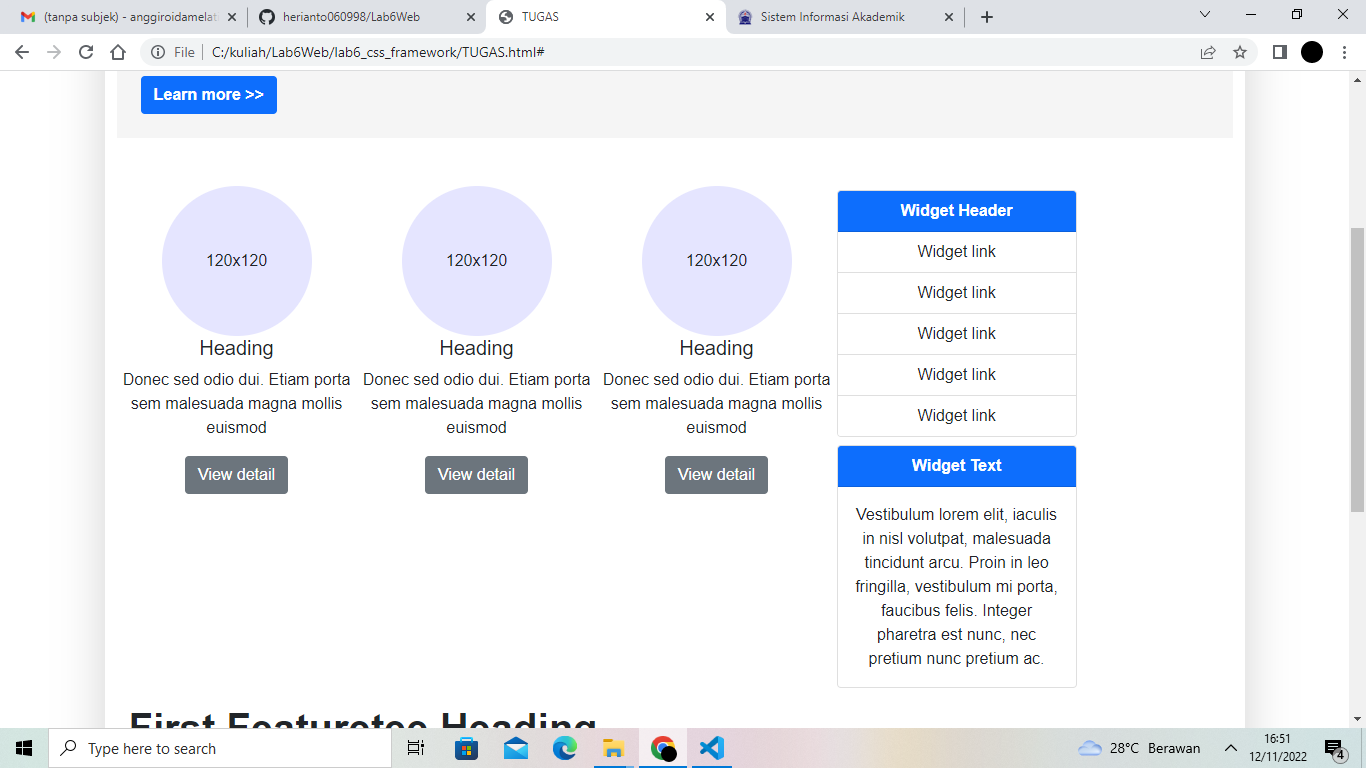 (tanpa subjek) - anggiroidamelat
herianto060998/Lab6Web
TUGAS
Sistem Informasi Akademik
File
C:/kuliah/Lab6Web/lab6_css_framework/TUGAS.html#
Learn more >>
120x120
Heading
Donec sed odio dui. Etiam porta
sem malesuada magna mollis
euismod
View detail
120x120
Heading
Donec sed odio dui. Etiam porta
sem malesuada magna mollis
euismod
View detail
120x120
Heading
Donec sed odio dui. Etiam porta
sem malesuada magna mollis
euismod
View detail
Widget Header
Widget link
Widget link
Widget link
Widget link
Widget link
Widget Text
Vestibulum lorem elit, iaculis
in nisl volutpat, malesuada
tincidunt arcu. Proin in leo
fringilla, vestibulum mi porta,
faucibus felis. Integer
pharetra est nunc, nec
pretium nunc pretium ac.
First Featuretee Heading
Type here to search
28°C Berawan
16:51
12/11/2022
4